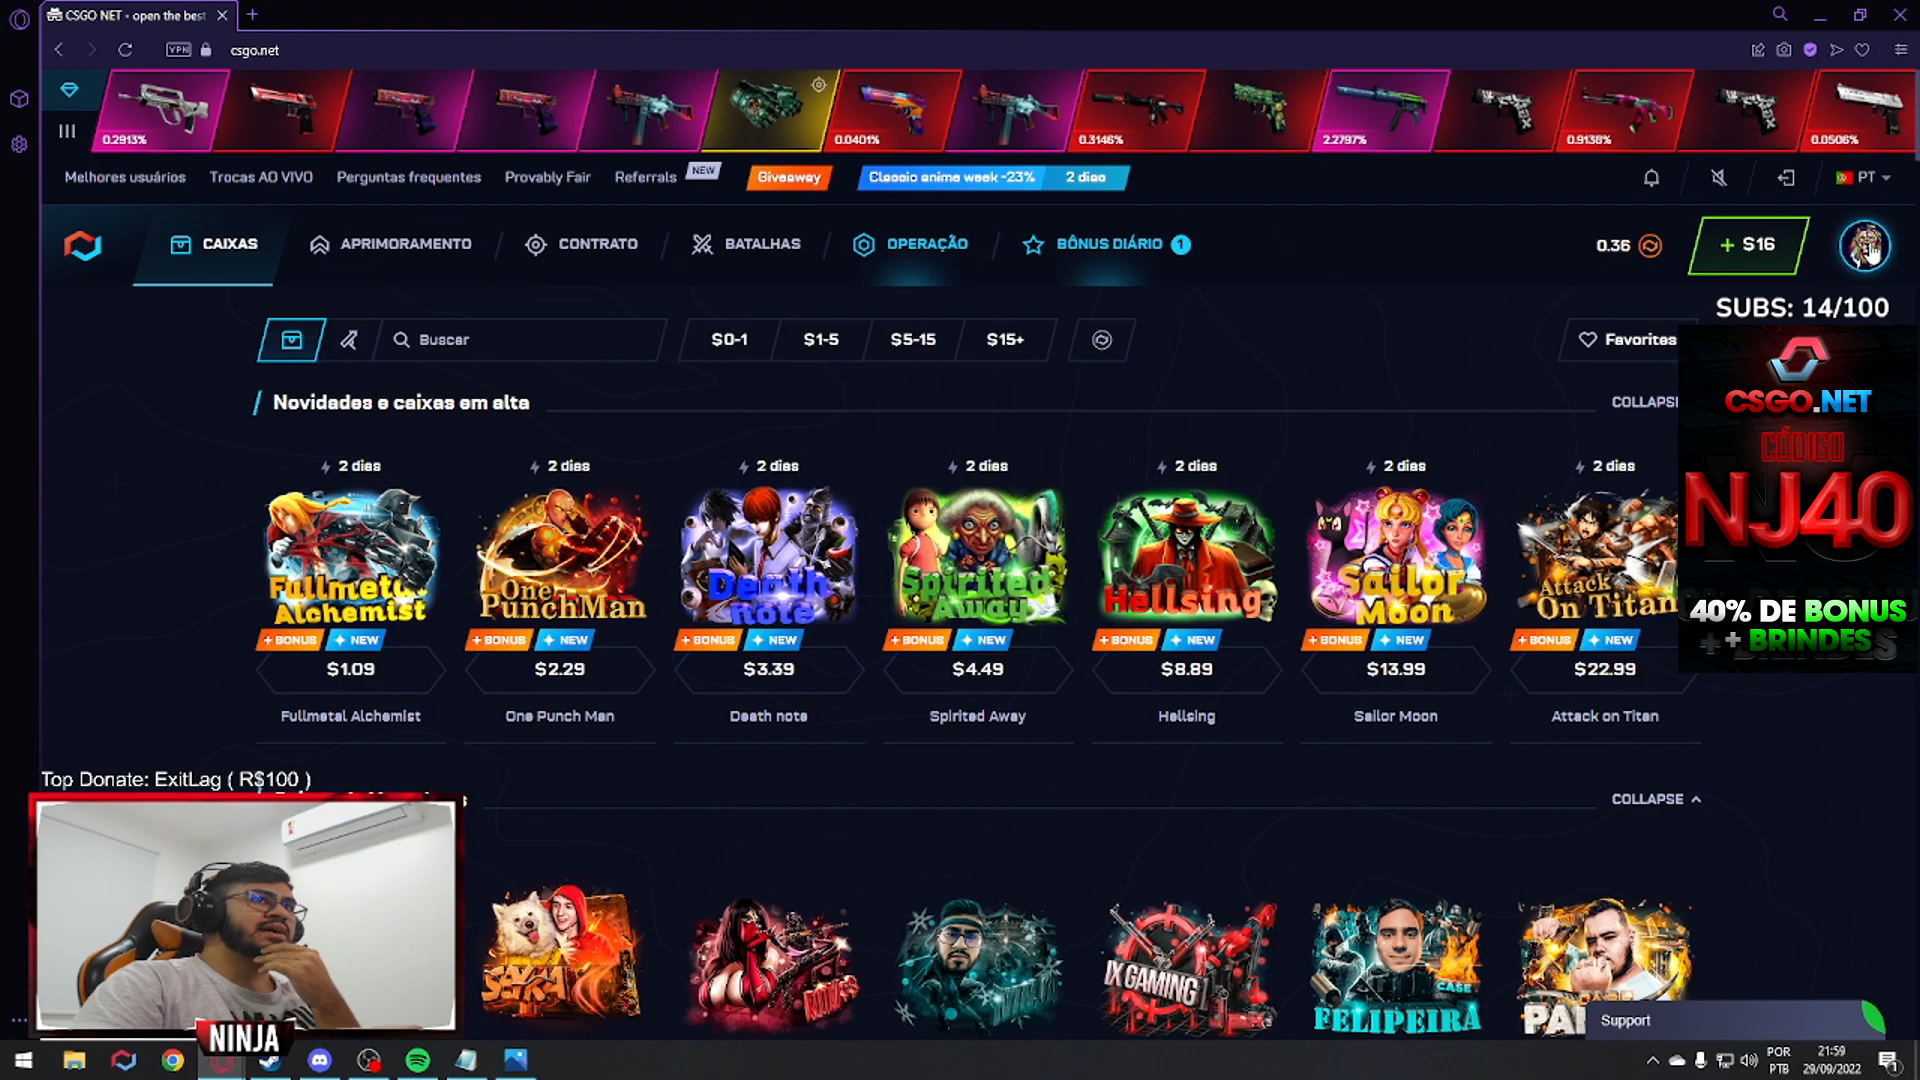 CSGO NET - open the best
VPN
csgo.net
0.2913%
0.0401%
0.3146%
2.2797%
0.9138%
0.0506%
Melhores usuários
Trocas AO VIVO
Perguntas frequentes
Provably Fair
Referrals
NEW
Giveaway
Classic anime week -23%
2 dias
PT
CAIXAS
APRIMORAMENTO
CONTRATO
BATALHAS
OPERAÇÃO
BÔNUS DIÁRIO 1
0.36
+ $16
SUBS: 14/100
Buscar
$0-1
$1-5
$5-15
$15+
Favorites
Novidades e caixas em alta
COLLAPSE
CSGO.NET
CÓDIGO
NJ40
40% DE BONUS
+ BRINDES
2 dias
2 dias
2 dias
2 dias
2 dias
2 dias
2 dias
Fullmetal
Alchemist
One
PunchMan
Death
note
Spirited
Away
Hellsing
Sailor
Moon
Attack
On Titan
+ BONUS NEW
+ BONUS NEW
+ BONUS NEW
+ BONUS NEW
+ BONUS NEW
+ BONUS NEW
+ BONUS NEW
$1.09
$2.29
$3.39
$4.49
$8.89
$13.99
$22.99
Fullmetal Alchemist
One Punch Man
Death note
Spirited Away
Hellsing
Sailor Moon
Attack on Titan
Top Donate: ExitLag ( R$100 )
COLLAPSE
IX GAMING
CASE
FELIPEIRA
Support
NINJA
POR
PTB
21:59
29/09/2022
1